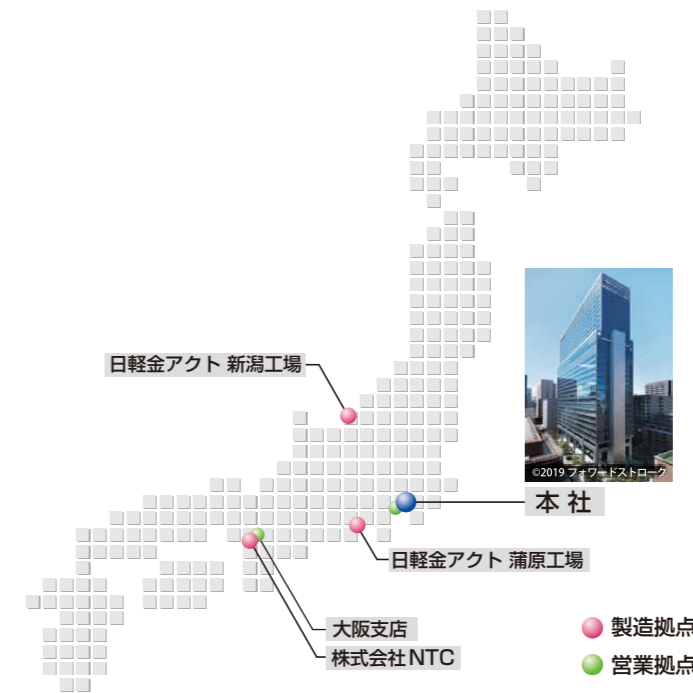 日軽金アクト 新潟工場
©2019 フォワードストローク
本 社
日軽金アクト 蒲原工場
大阪支店
株式会社NTC
製造拠点
営業拠点